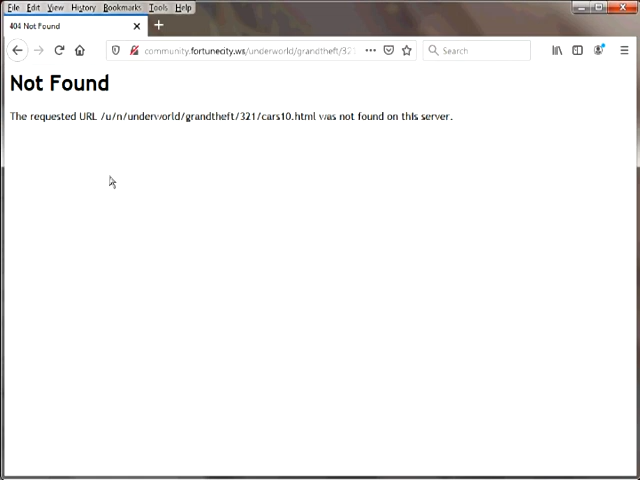 File Edit View History Bookmarks Tools Help
404 Not Found
community.fortunecity.ws/underworld/grandtheft/321
Search
Not Found
The requested URL /u/n/underworld/grandtheft/321/cars10.html was not found on this server.